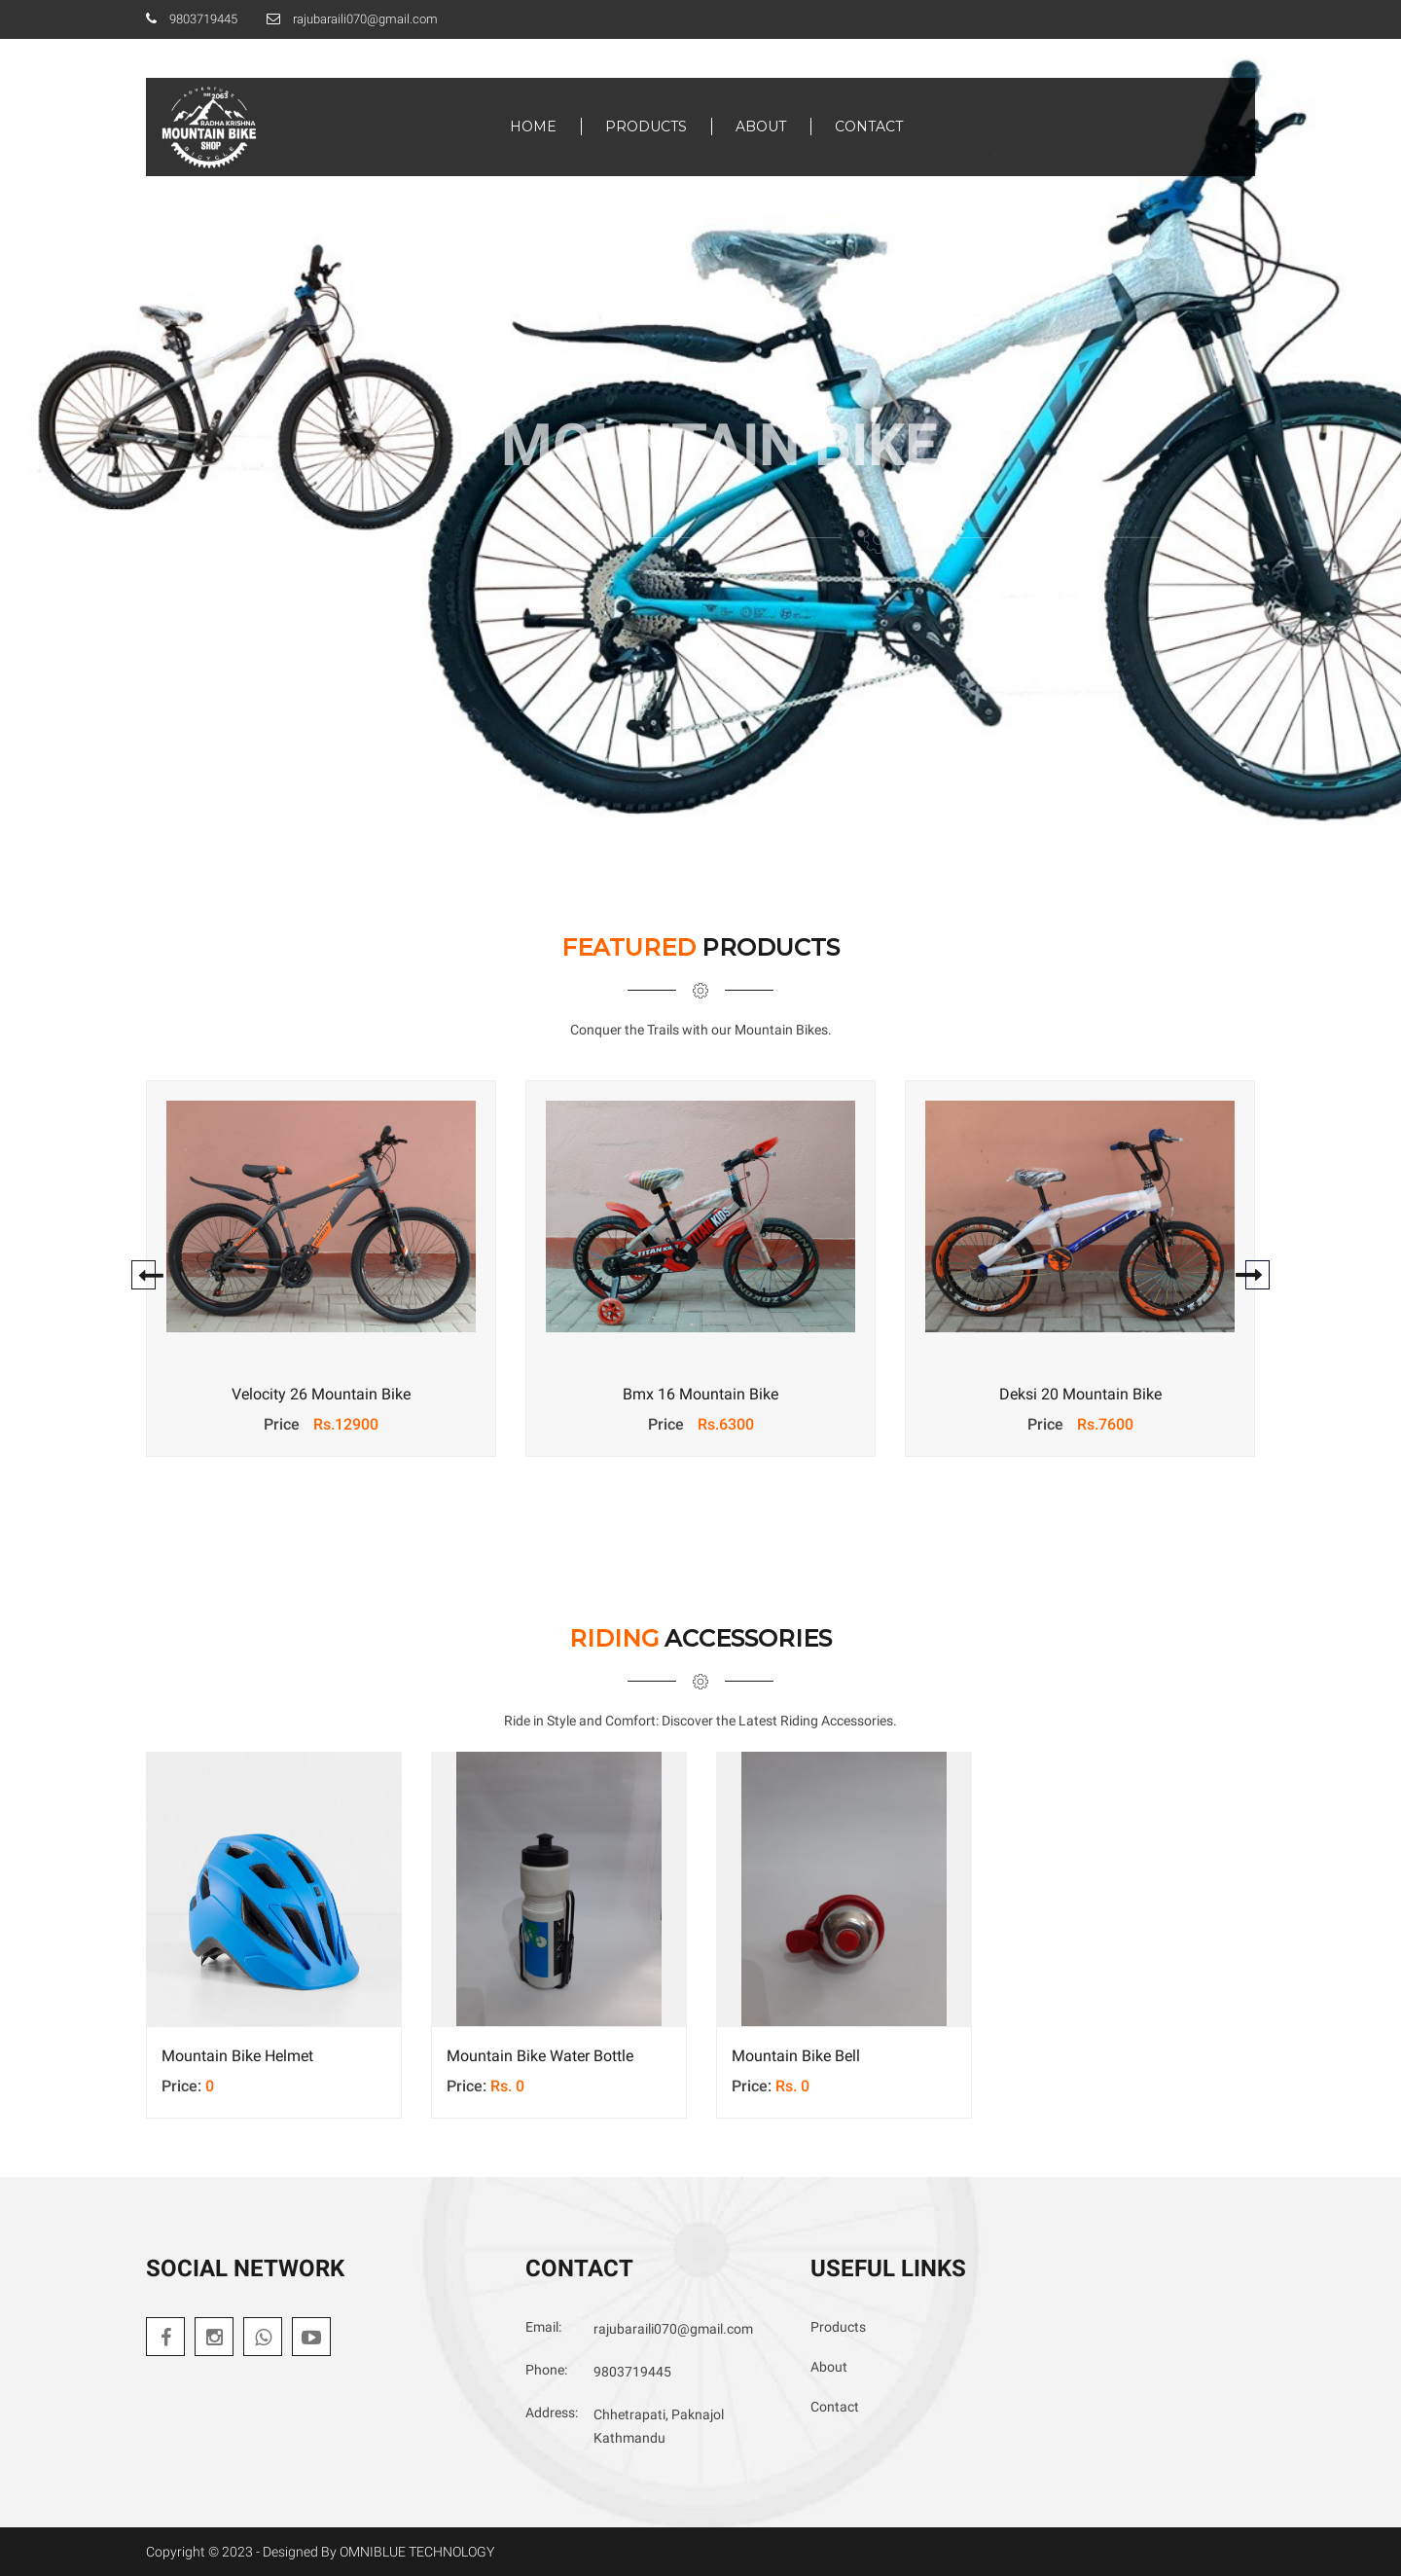 9803719445 rajubaraili070@gmail.com
ADVENTURE
2063
RADHA KRISHNA
MOUNTAIN BIKE
SHOP
BICYCLE
HOME PRODUCTS ABOUT CONTACT
MOUNTAIN BIKE
FEATURED PRODUCTS
Conquer the Trails with our Mountain Bikes.
TITAN KIDS
Velocity 26 Mountain Bike
Price Rs.12900
Bmx 16 Mountain Bike
Price Rs.6300
Deksi 20 Mountain Bike
Price Rs.7600
RIDING ACCESSORIES
Ride in Style and Comfort: Discover the Latest Riding Accessories.
Mountain Bike Helmet
Price: 0
Mountain Bike Water Bottle
Price: Rs. 0
Mountain Bike Bell
Price: Rs. 0
SOCIAL NETWORK
CONTACT
Email: rajubaraili070@gmail.com
Phone: 9803719445
Address: Chhetrapati, Paknajol
Kathmandu
USEFUL LINKS
Products
About
Contact
Copyright © 2023 - Designed By OMNIBLUE TECHNOLOGY